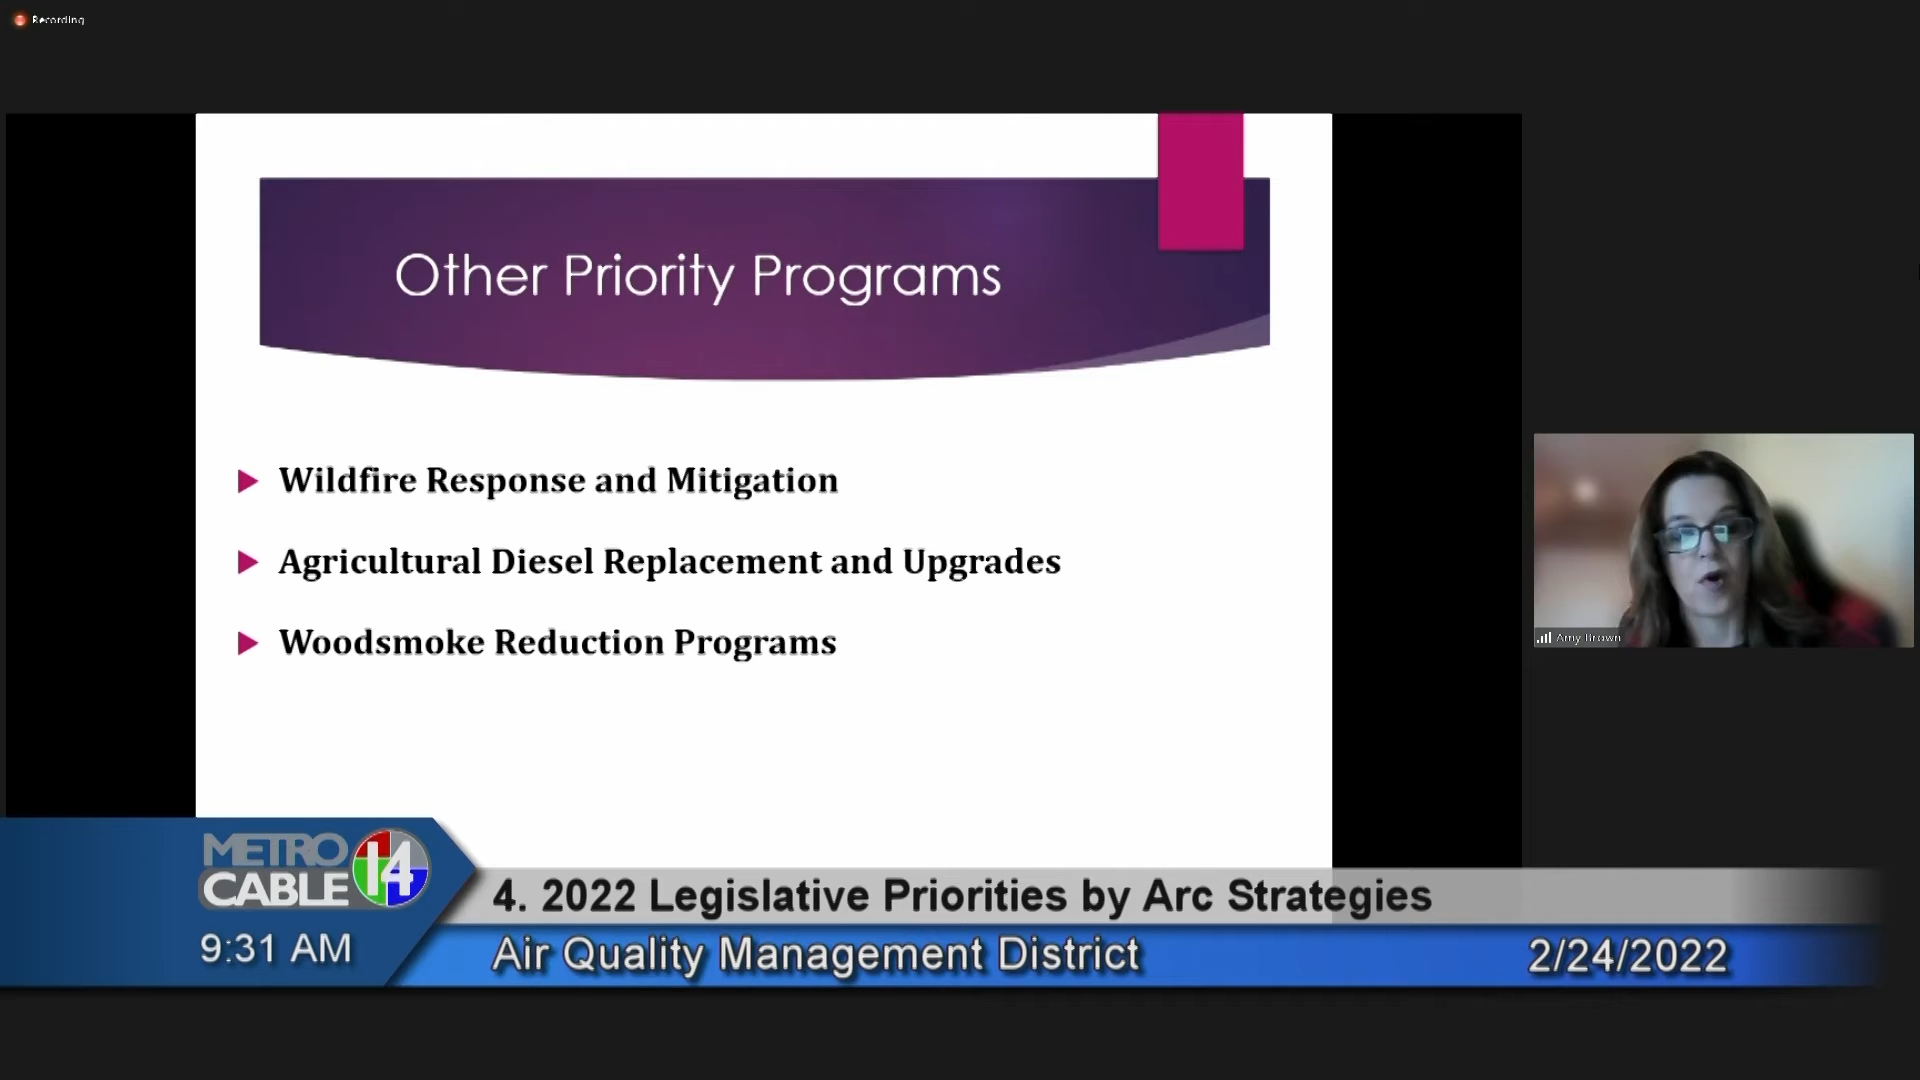 Recording
Other Priority Programs
Wildfire Response and Mitigation
Agricultural Diesel Replacement and Upgrades
Woodsmoke Reduction Programs
Amy Brown
METRO
CABLE 14
9:31 AM
4. 2022 Legislative Priorities by Arc Strategies
Air Quality Management District
2/24/2022